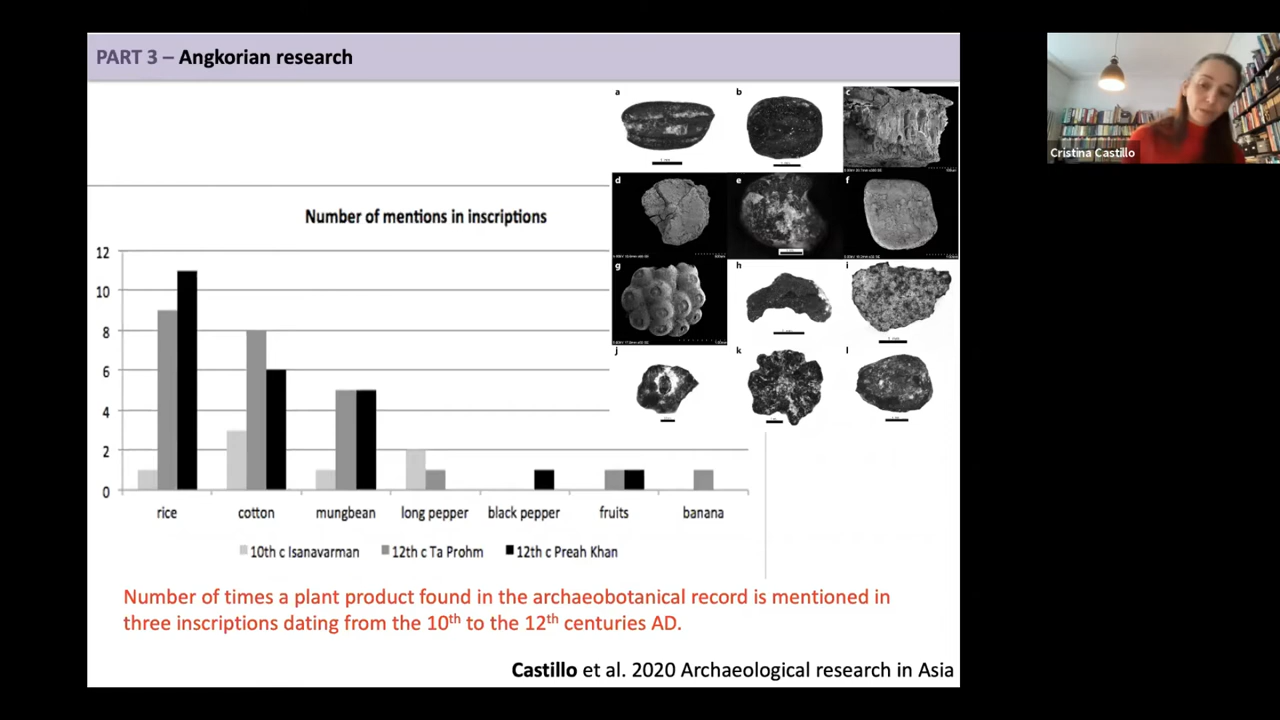 PART 3 – Angkorian research
a
b
c
d
e
f
g
h
i
j
k
l
Cristina Castillo
Number of mentions in inscriptions
12
10
8
6
4
2
0
rice cotton mungbean long pepper black pepper fruits banana
10th c Isanavarman 12th c Ta Prohm 12th c Preah Khan
Number of times a plant product found in the archaeobotanical record is mentioned in
three inscriptions dating from the 10th to the 12th centuries AD.
Castillo et al. 2020 Archaeological research in Asia